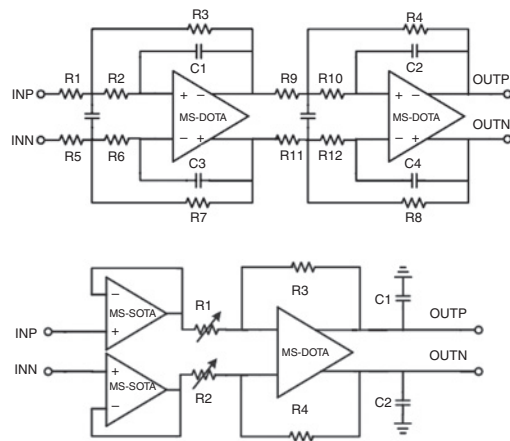 R3 R4
C1 C2
INP R1 R2 R9 R10 OUTP
+ − + −
MS-DOTA MS-DOTA
− + − +
INN R5 R6 R11 R12 OUTN
C3 C4
R7 R8
R3
− MS-SOTA R1 C1
INP + OUTP
MS-DOTA
INN + OUTN
MS-SOTA
− R2 C2
R4